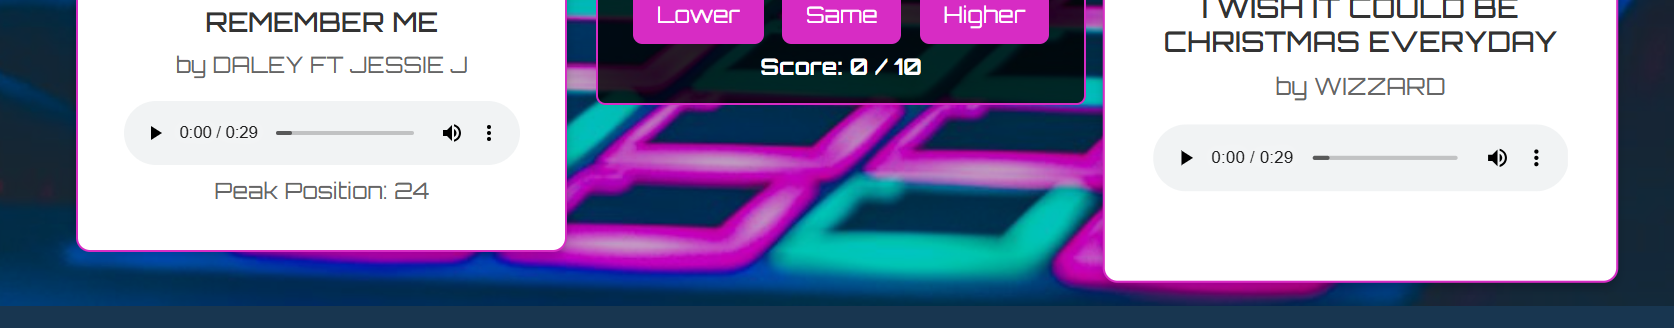 REMEMBER ME
by DALEY FT JESSIE J
0:00 / 0:29
Peak Position: 24
Lower
Same
Higher
Score: 0 / 10
I WISH IT COULD BE
CHRISTMAS EVERYDAY
by WIZZARD
0:00 / 0:29